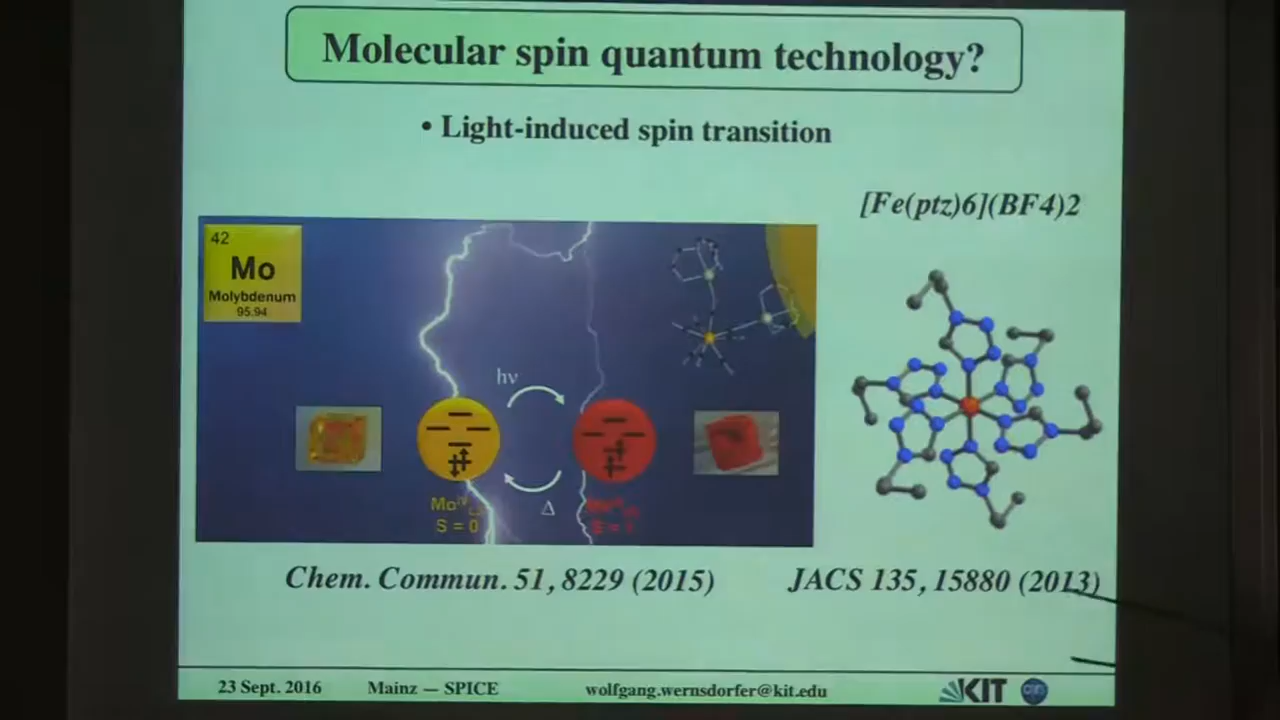 Molecular spin quantum technology?
• Light-induced spin transition
[Fe(ptz)6](BF4)2
42
Mo
Molybdenum
95.94
hν
Δ
Mo
S = 0
Chem. Commun. 51, 8229 (2015)
JACS 135, 15880 (2013)
23 Sept. 2016
Mainz — SPICE
wolfgang.wernsdorfer@kit.edu
KIT